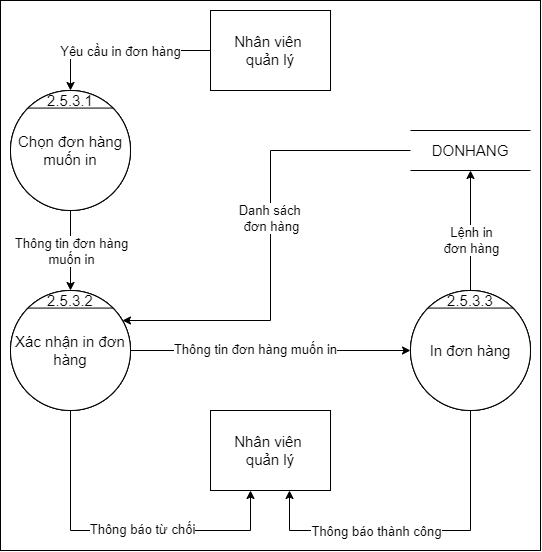 Yêu cầu in đơn hàng
Nhân viên
quản lý
2.5.3.1
Chọn đơn hàng
muốn in
DONHANG
Danh sách
đơn hàng
Thông tin đơn hàng
muốn in
Lệnh in
đơn hàng
2.5.3.2
Xác nhận in đơn
hàng
Thông tin đơn hàng muốn in
2.5.3.3
In đơn hàng
Nhân viên
quản lý
Thông báo từ chối
Thông báo thành công